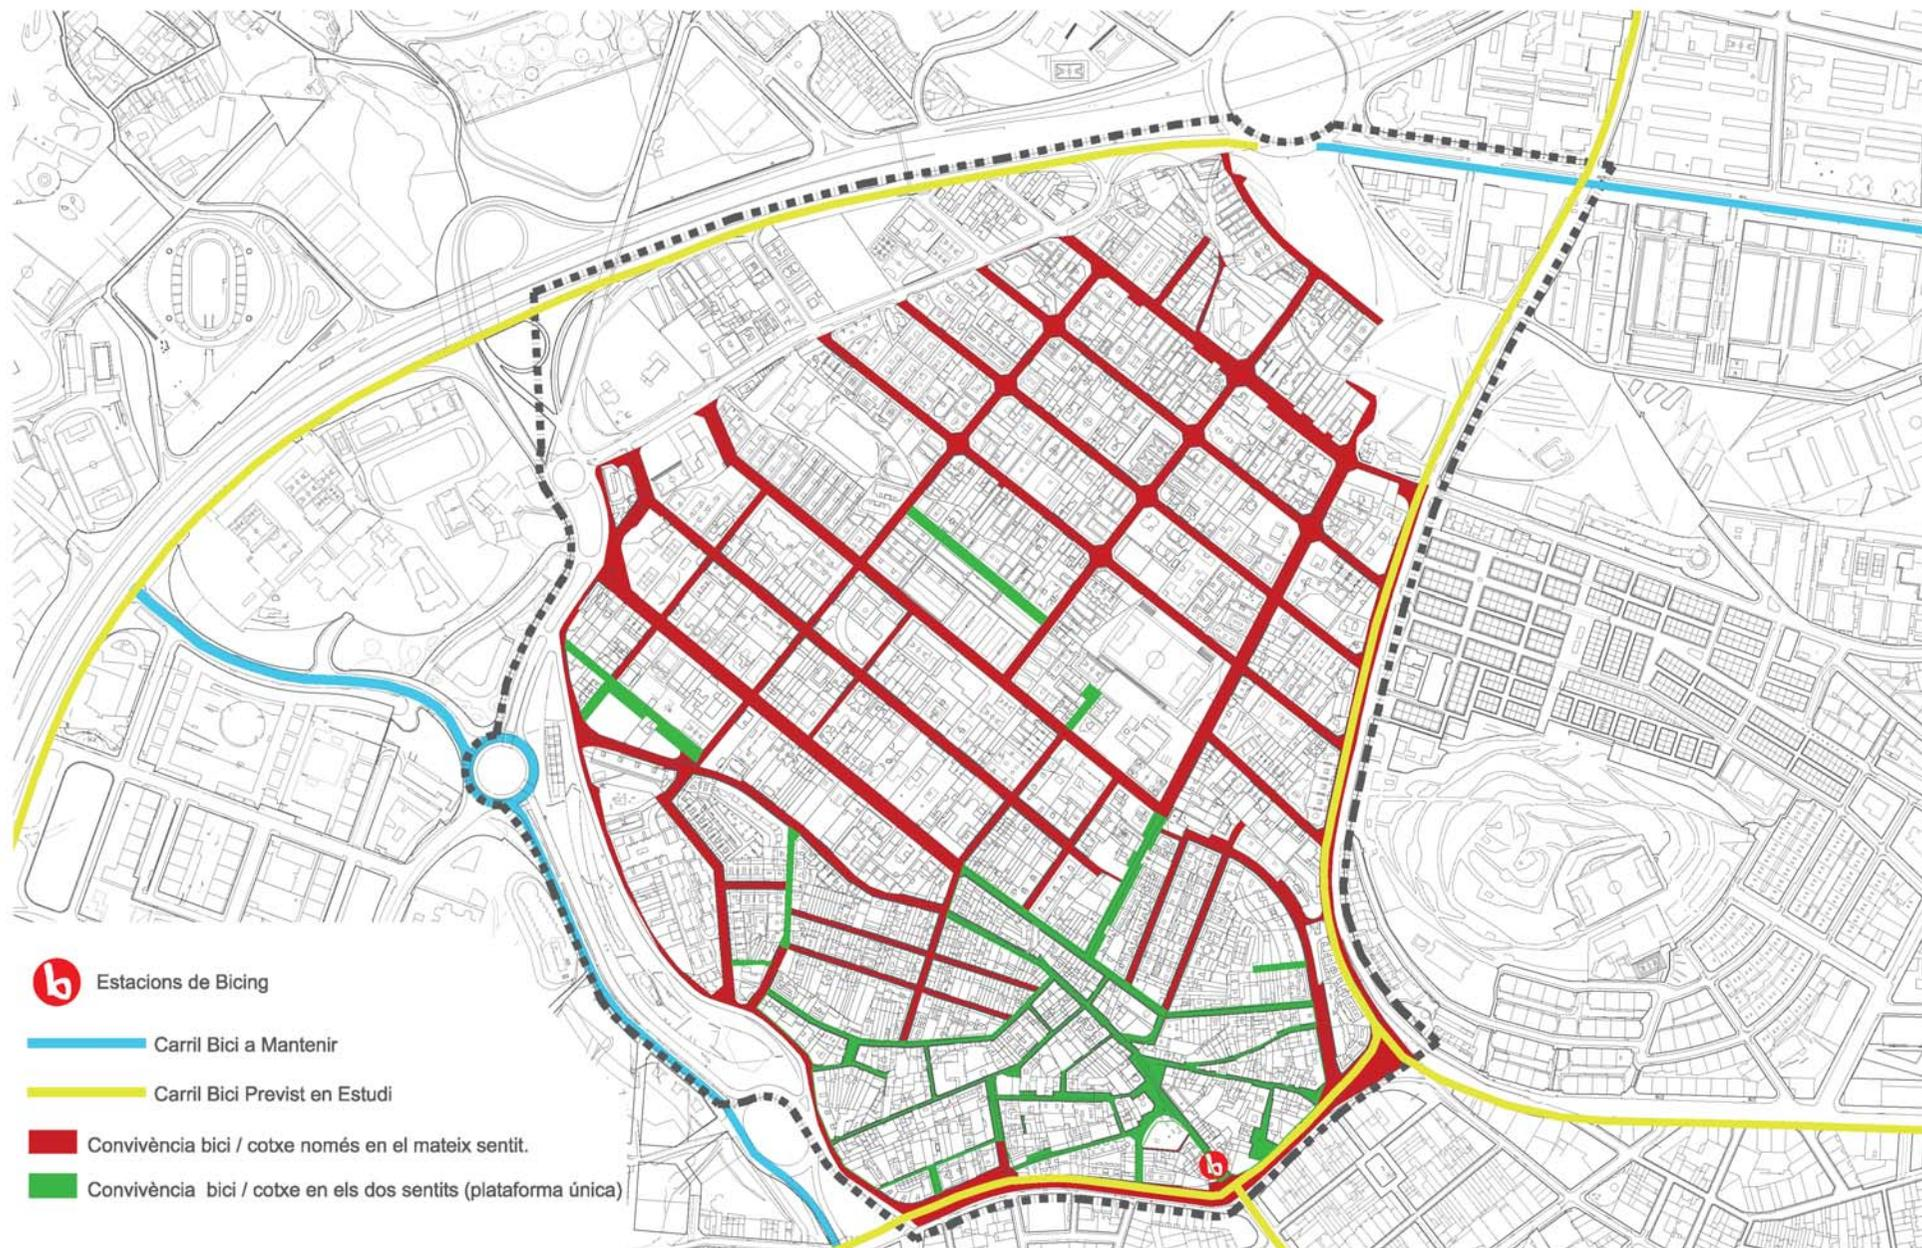 Estacions de Bicing
Carril Bici a Mantenir
Carril Bici Previst en Estudi
Convivència bici / cotxe només en el mateix sentit.
Convivència bici / cotxe en els dos sentits (plataforma única)